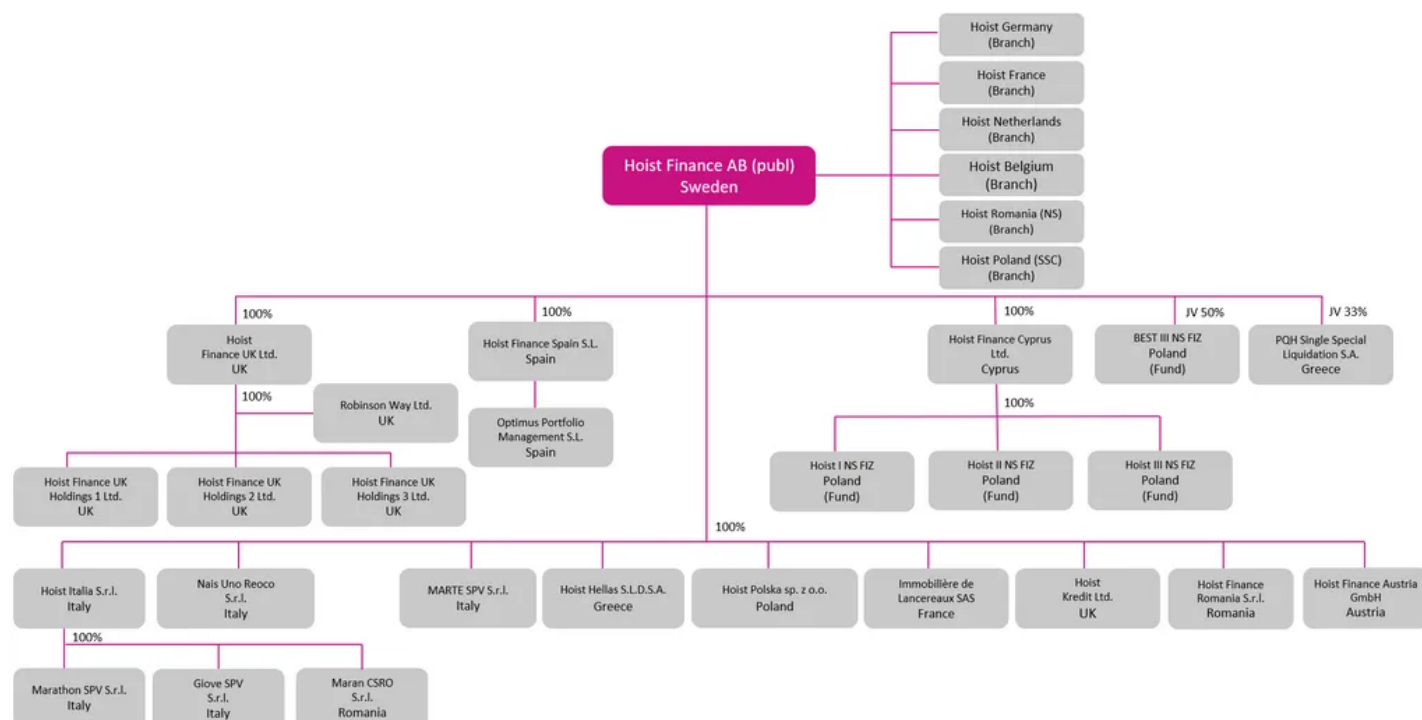 Hoist Germany
(Branch)
Hoist France
(Branch)
Hoist Netherlands
(Branch)
Hoist Finance AB (publ)
Sweden
Hoist Belgium
(Branch)
Hoist Romania (NS)
(Branch)
Hoist Poland (SSC)
(Branch)
100%
100%
100%
JV 50%
JV 33%
Hoist
Finance UK Ltd.
UK
Hoist Finance Spain S.L.
Spain
Hoist Finance Cyprus
Ltd.
Cyprus
BEST III NS FIZ
Poland
(Fund)
PQH Single Special
Liquidation S.A.
Greece
100%
100%
Robinson Way Ltd.
UK
Optimus Portfolio
Management S.L.
Spain
Hoist Finance UK
Holdings 1 Ltd.
UK
Hoist Finance UK
Holdings 2 Ltd.
UK
Hoist Finance UK
Holdings 3 Ltd.
UK
Hoist I NS FIZ
Poland
(Fund)
Hoist II NS FIZ
Poland
(Fund)
Hoist III NS FIZ
Poland
(Fund)
100%
Hoist Italia S.r.l.
Italy
Nais Uno Reoco
S.r.l.
Italy
MARTE SPV S.r.l.
Italy
Hoist Hellas S.L.D.S.A.
Greece
Hoist Polska sp. z o.o.
Poland
Immobilière de
Lancereaux SAS
France
Hoist
Kredit Ltd.
UK
Hoist Finance
Romania S.r.l.
Romania
Hoist Finance Austria
GmbH
Austria
100%
Marathon SPV S.r.l.
Italy
Giove SPV
S.r.l.
Italy
Maran CSRO
S.r.l.
Romania